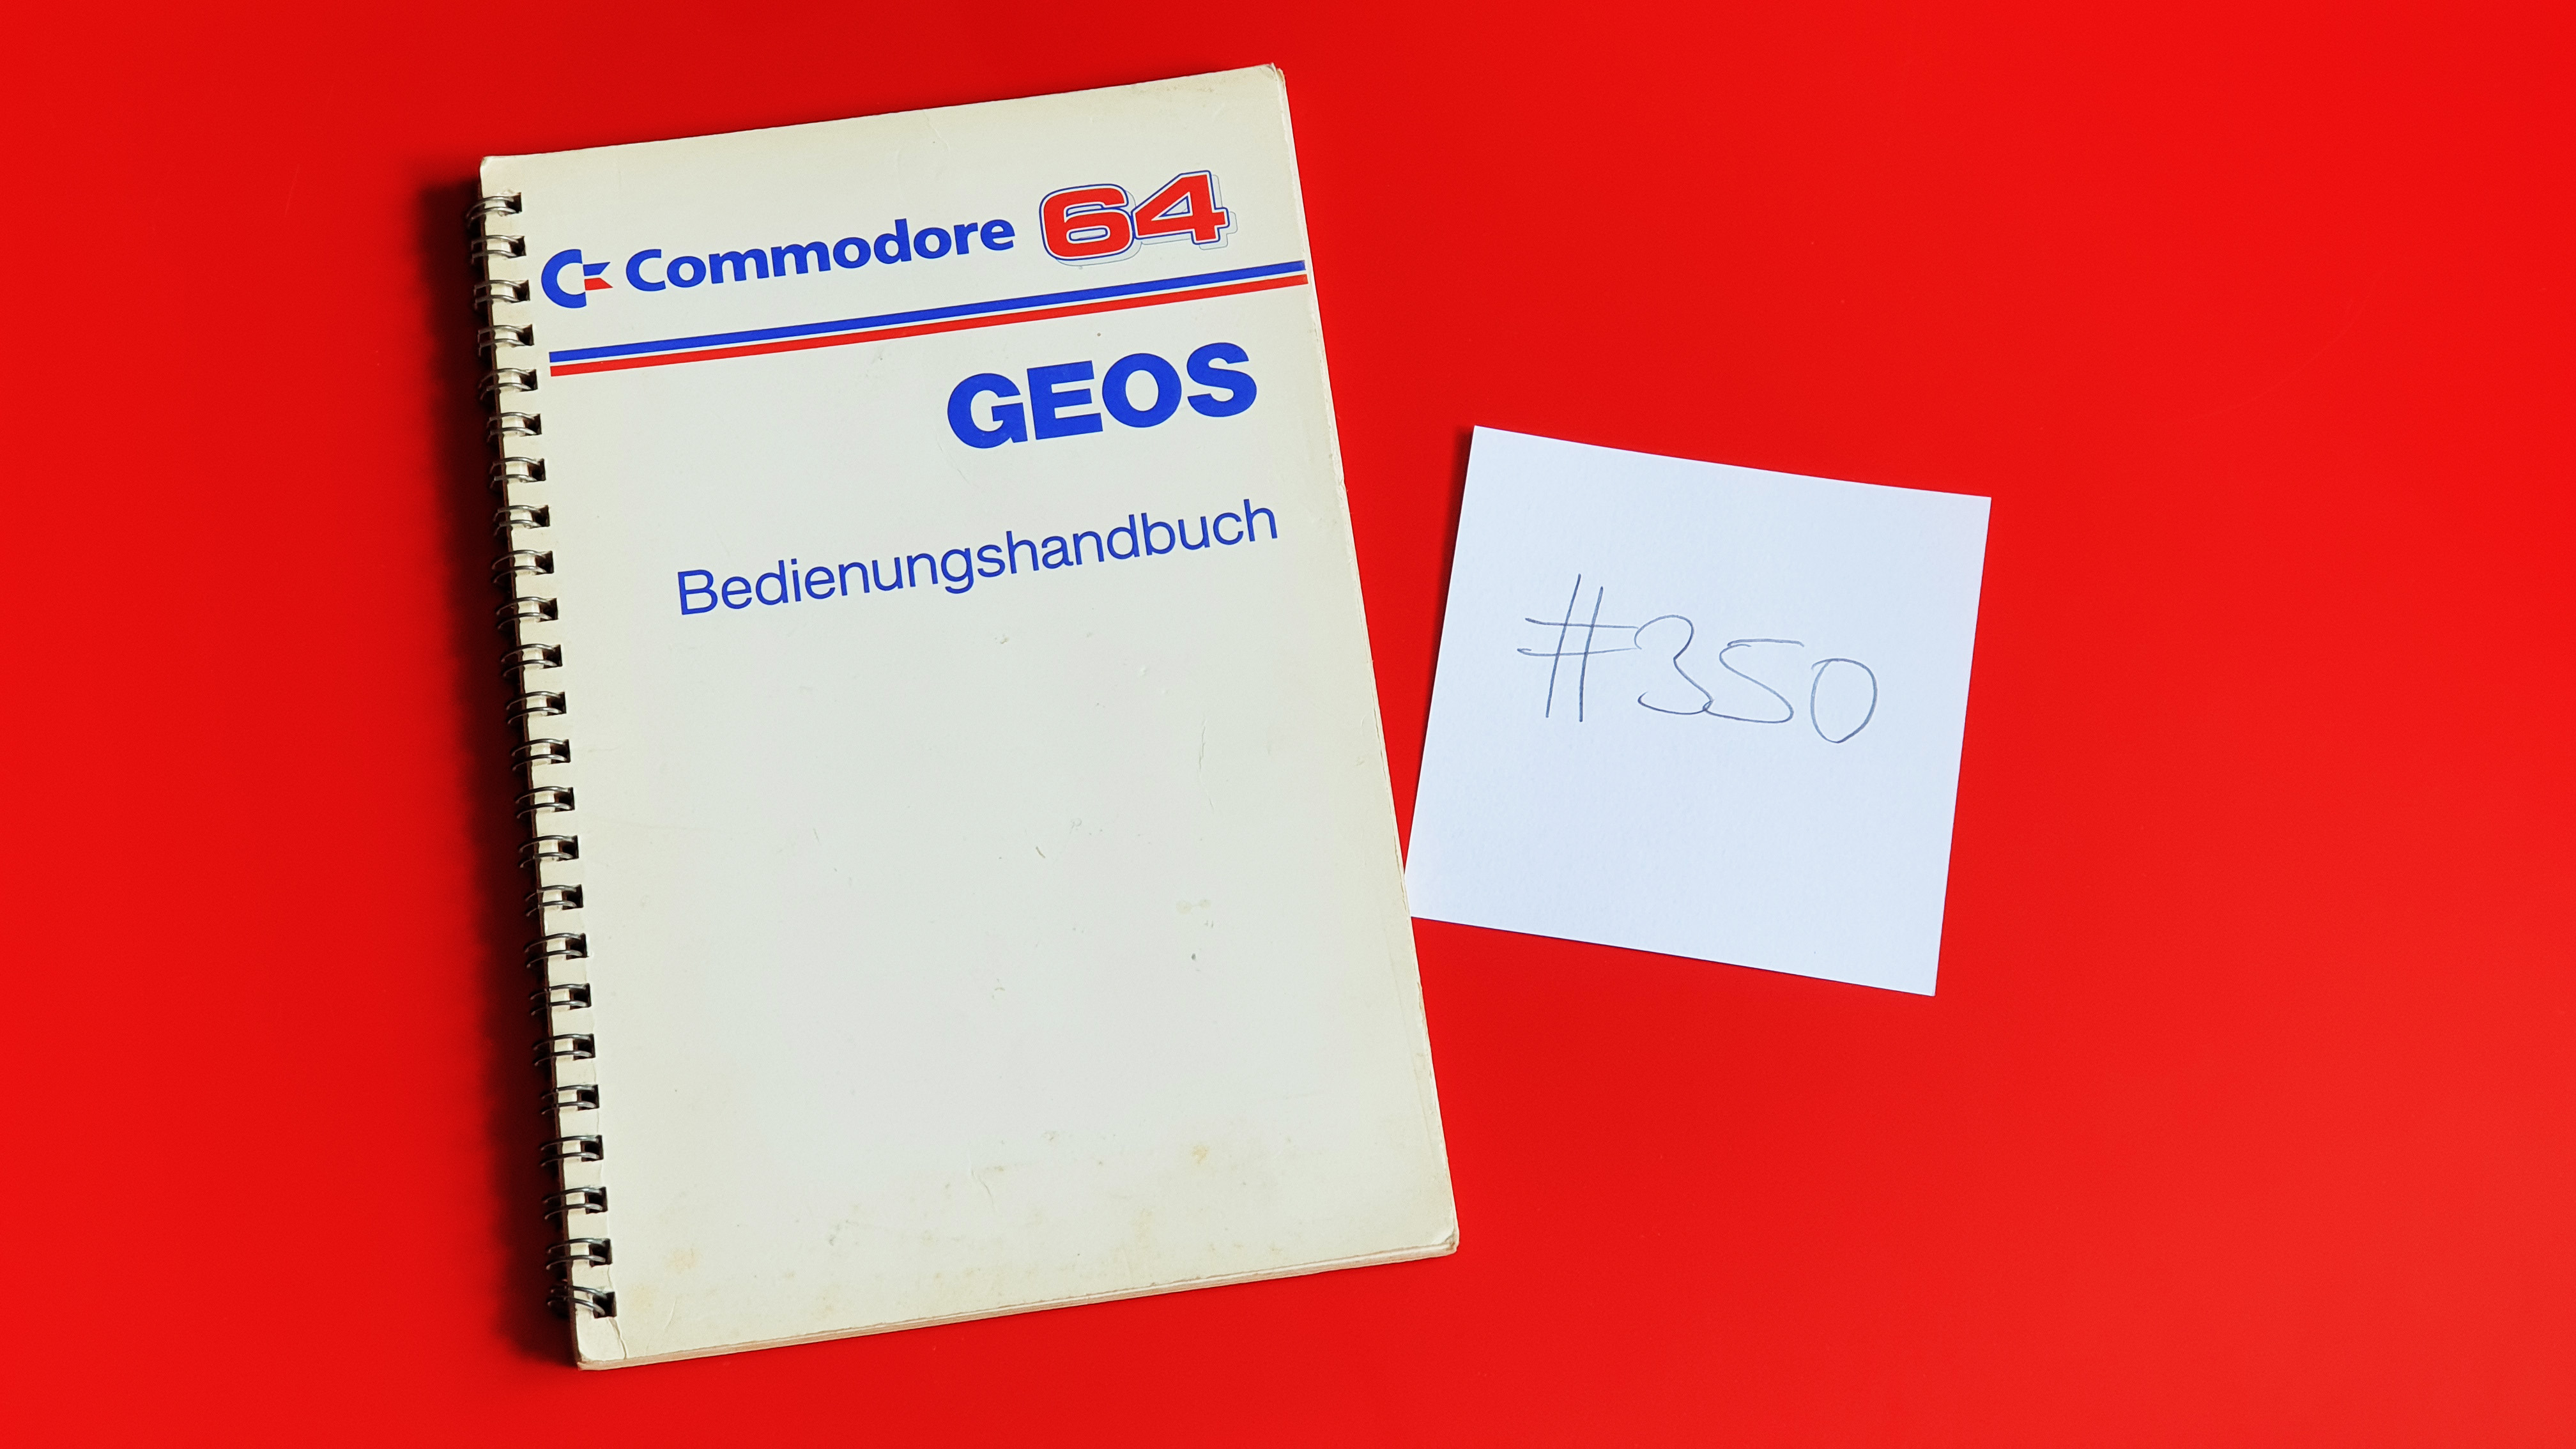 Commodore 64
GEOS
Bedienungshandbuch
#350